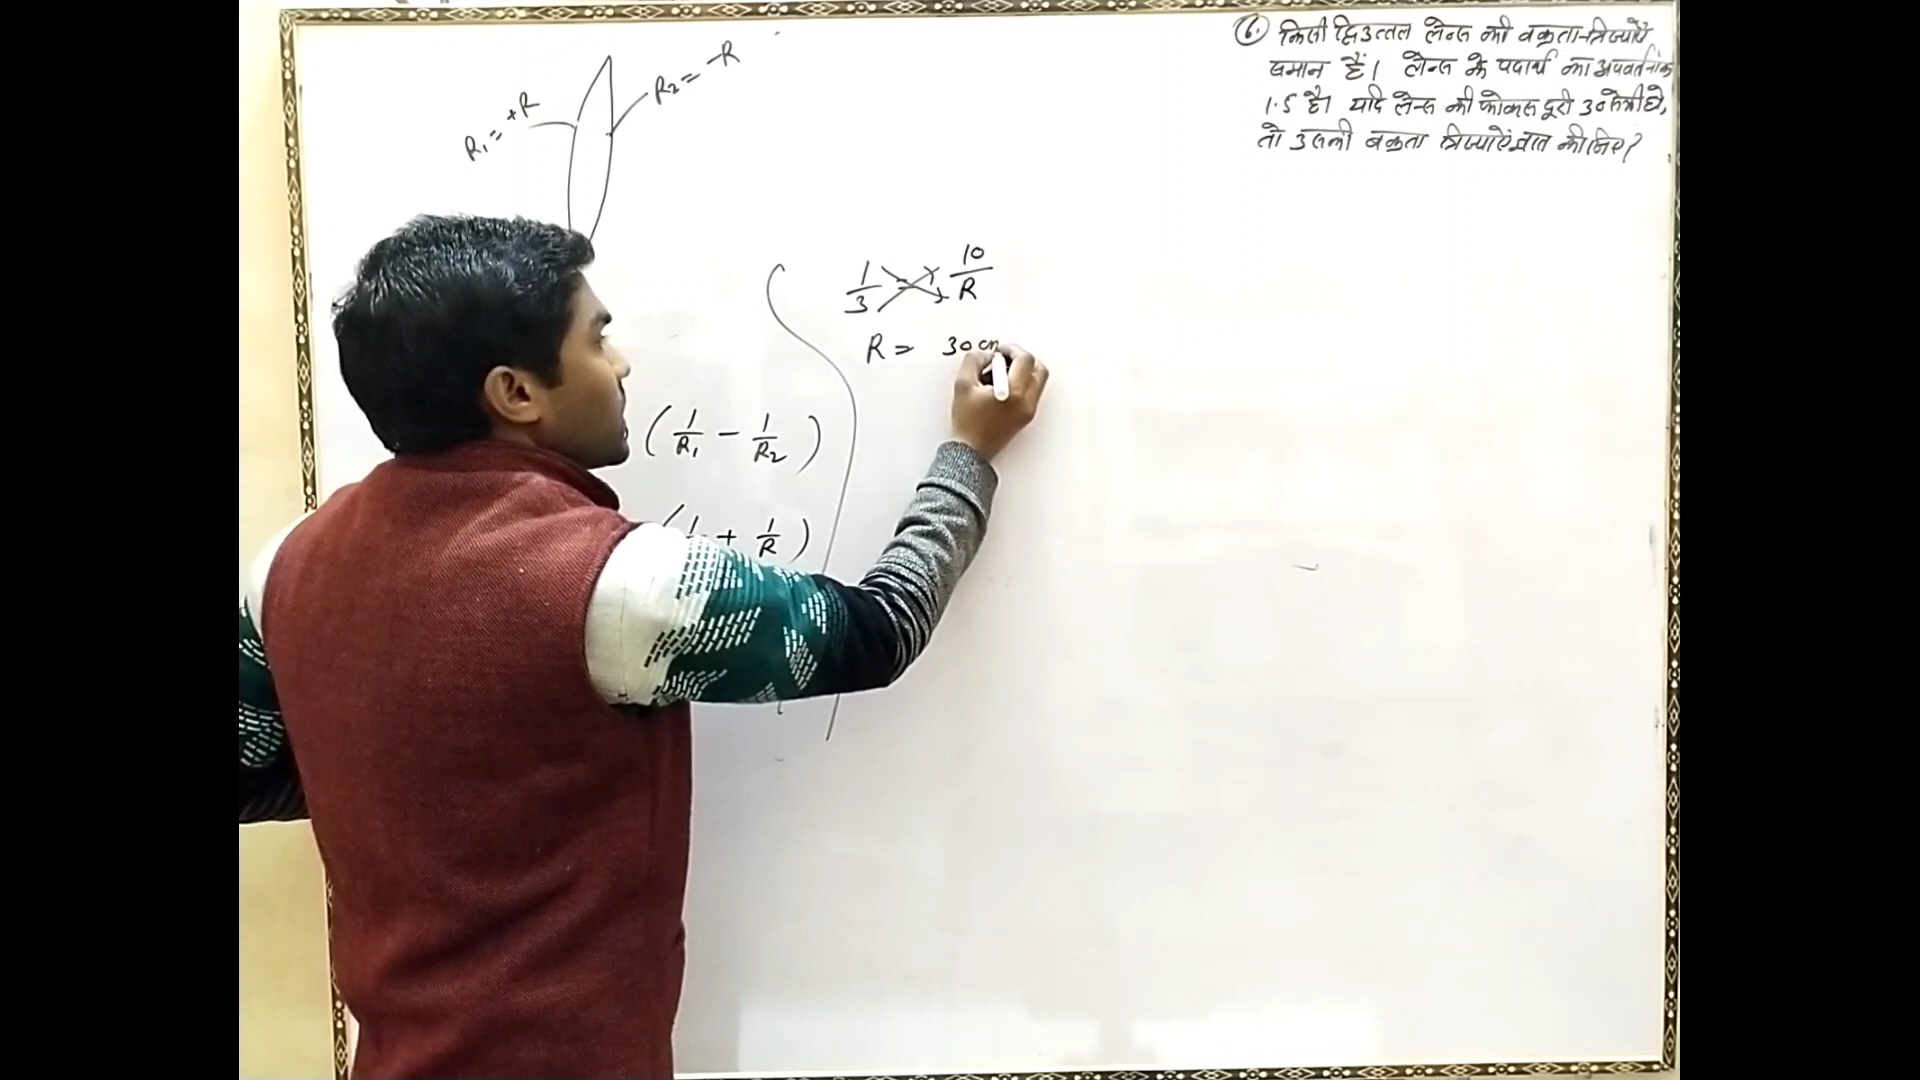 ⑥. किसी द्विउत्तल लेन्स की वक्रता-त्रिज्यायें
समान हैं। लेन्स के पदार्थ का अपवर्तनांक
1.5 है। यदि लेन्स की फोकस दूरी 30 सेमी हो,
तो उसकी वक्रता त्रिज्यायें ज्ञात कीजिए?
R₁ = +R
R₂ = -R
1/3 = 10/R
R = 30 cm
(1/R₁ - 1/R₂)
+ 1/R)